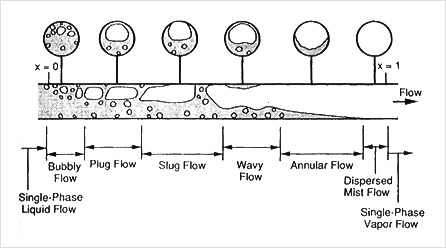 x = 0
x = 1
Flow
Bubbly
Flow
Plug Flow
Slug Flow
Wavy
Flow
Annular Flow
Dispersed
Mist Flow
Single-Phase
Liquid Flow
Single-Phase
Vapor Flow